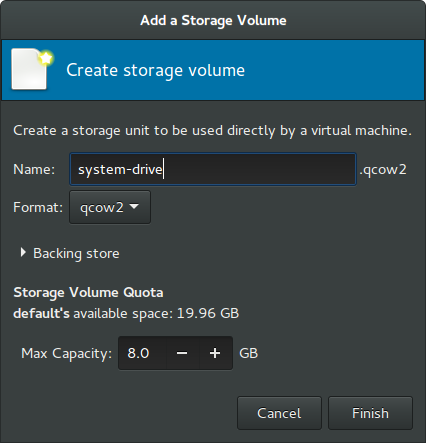 Add a Storage Volume
Create storage volume
Create a storage unit to be used directly by a virtual machine.
Name: system-drive .qcow2
Format: qcow2
Backing store
Storage Volume Quota
default's available space: 19.96 GB
Max Capacity: 8.0 − + GB
Cancel Finish